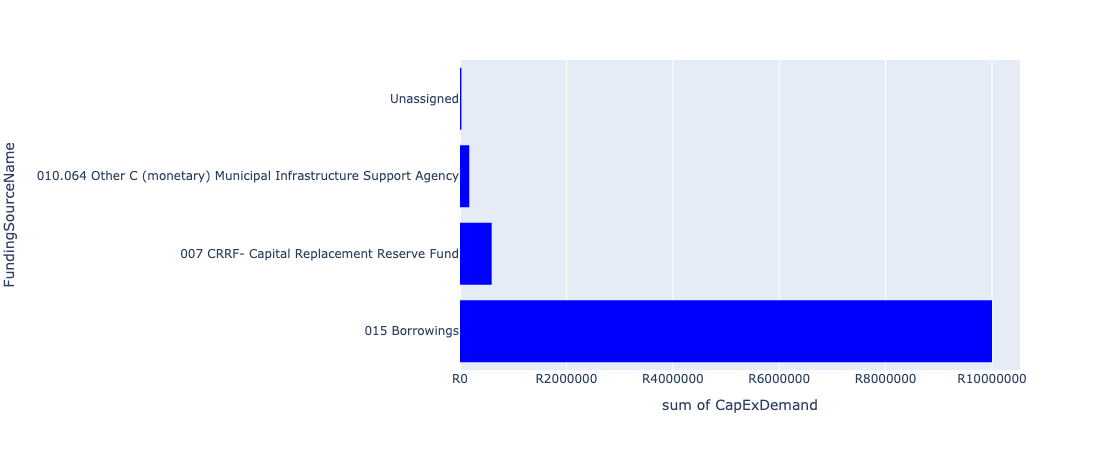 FundingSourceName
Unassigned
010.064 Other C (monetary) Municipal Infrastructure Support Agency
007 CRRF- Capital Replacement Reserve Fund
015 Borrowings
R0 R2000000 R4000000 R6000000 R8000000 R10000000
sum of CapExDemand